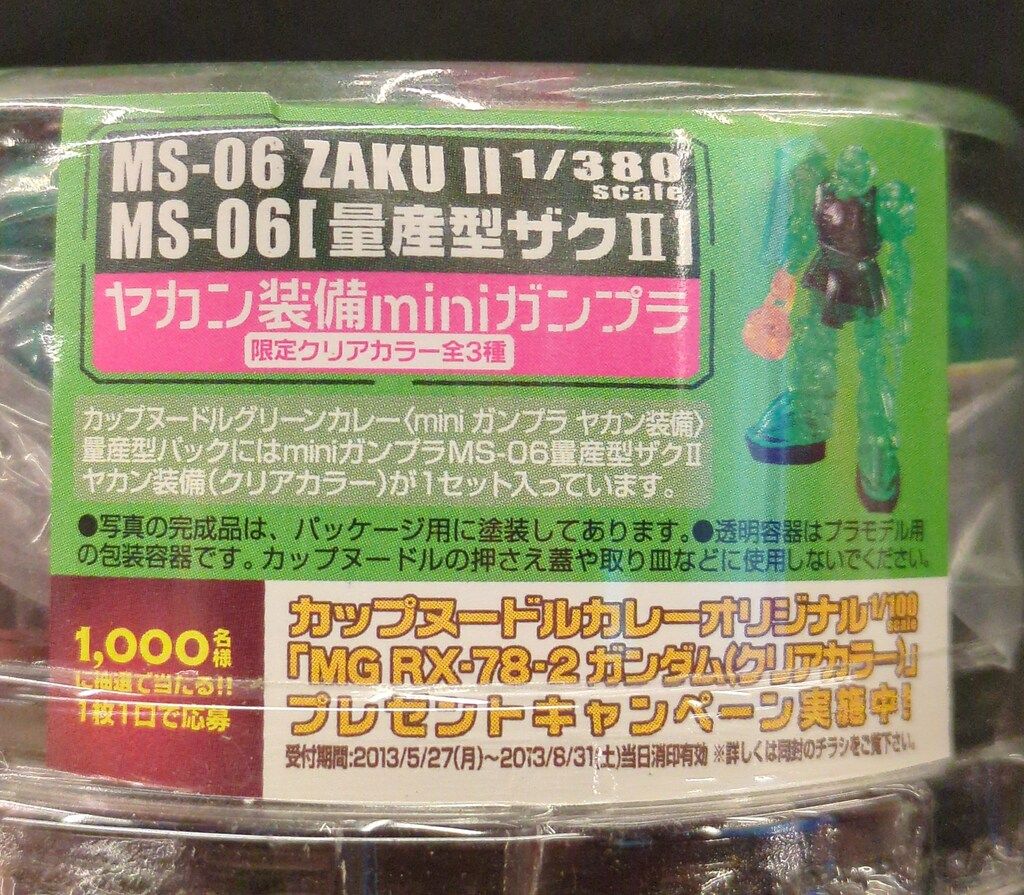 MS-06 ZAKU II 1/380 scale
MS-06[量産型ザクII]
ヤカン装備miniガンプラ
限定クリアカラー全3種
カップヌードルグリーンカレー〈mini ガンプラ ヤカン装備〉
量産型パックにはminiガンプラMS-06量産型ザクII
ヤカン装備(クリアカラー)が1セット入っています。
●写真の完成品は、パッケージ用に塗装してあります。●透明容器はプラモデル用
の包装容器です。カップヌードルの押さえ蓋や取り皿などに使用しないでください。
1,000名様
に抽選で当たる!!
1枚1口で応募
カップヌードルカレーオリジナル1/100 scale
「MG RX-78-2 ガンダム(クリアカラー)」
プレゼントキャンペーン実施中!
受付期間:2013/5/27(月)～2013/8/31(土)当日消印有効 ※詳しくは同封のチラシをご覧下さい。